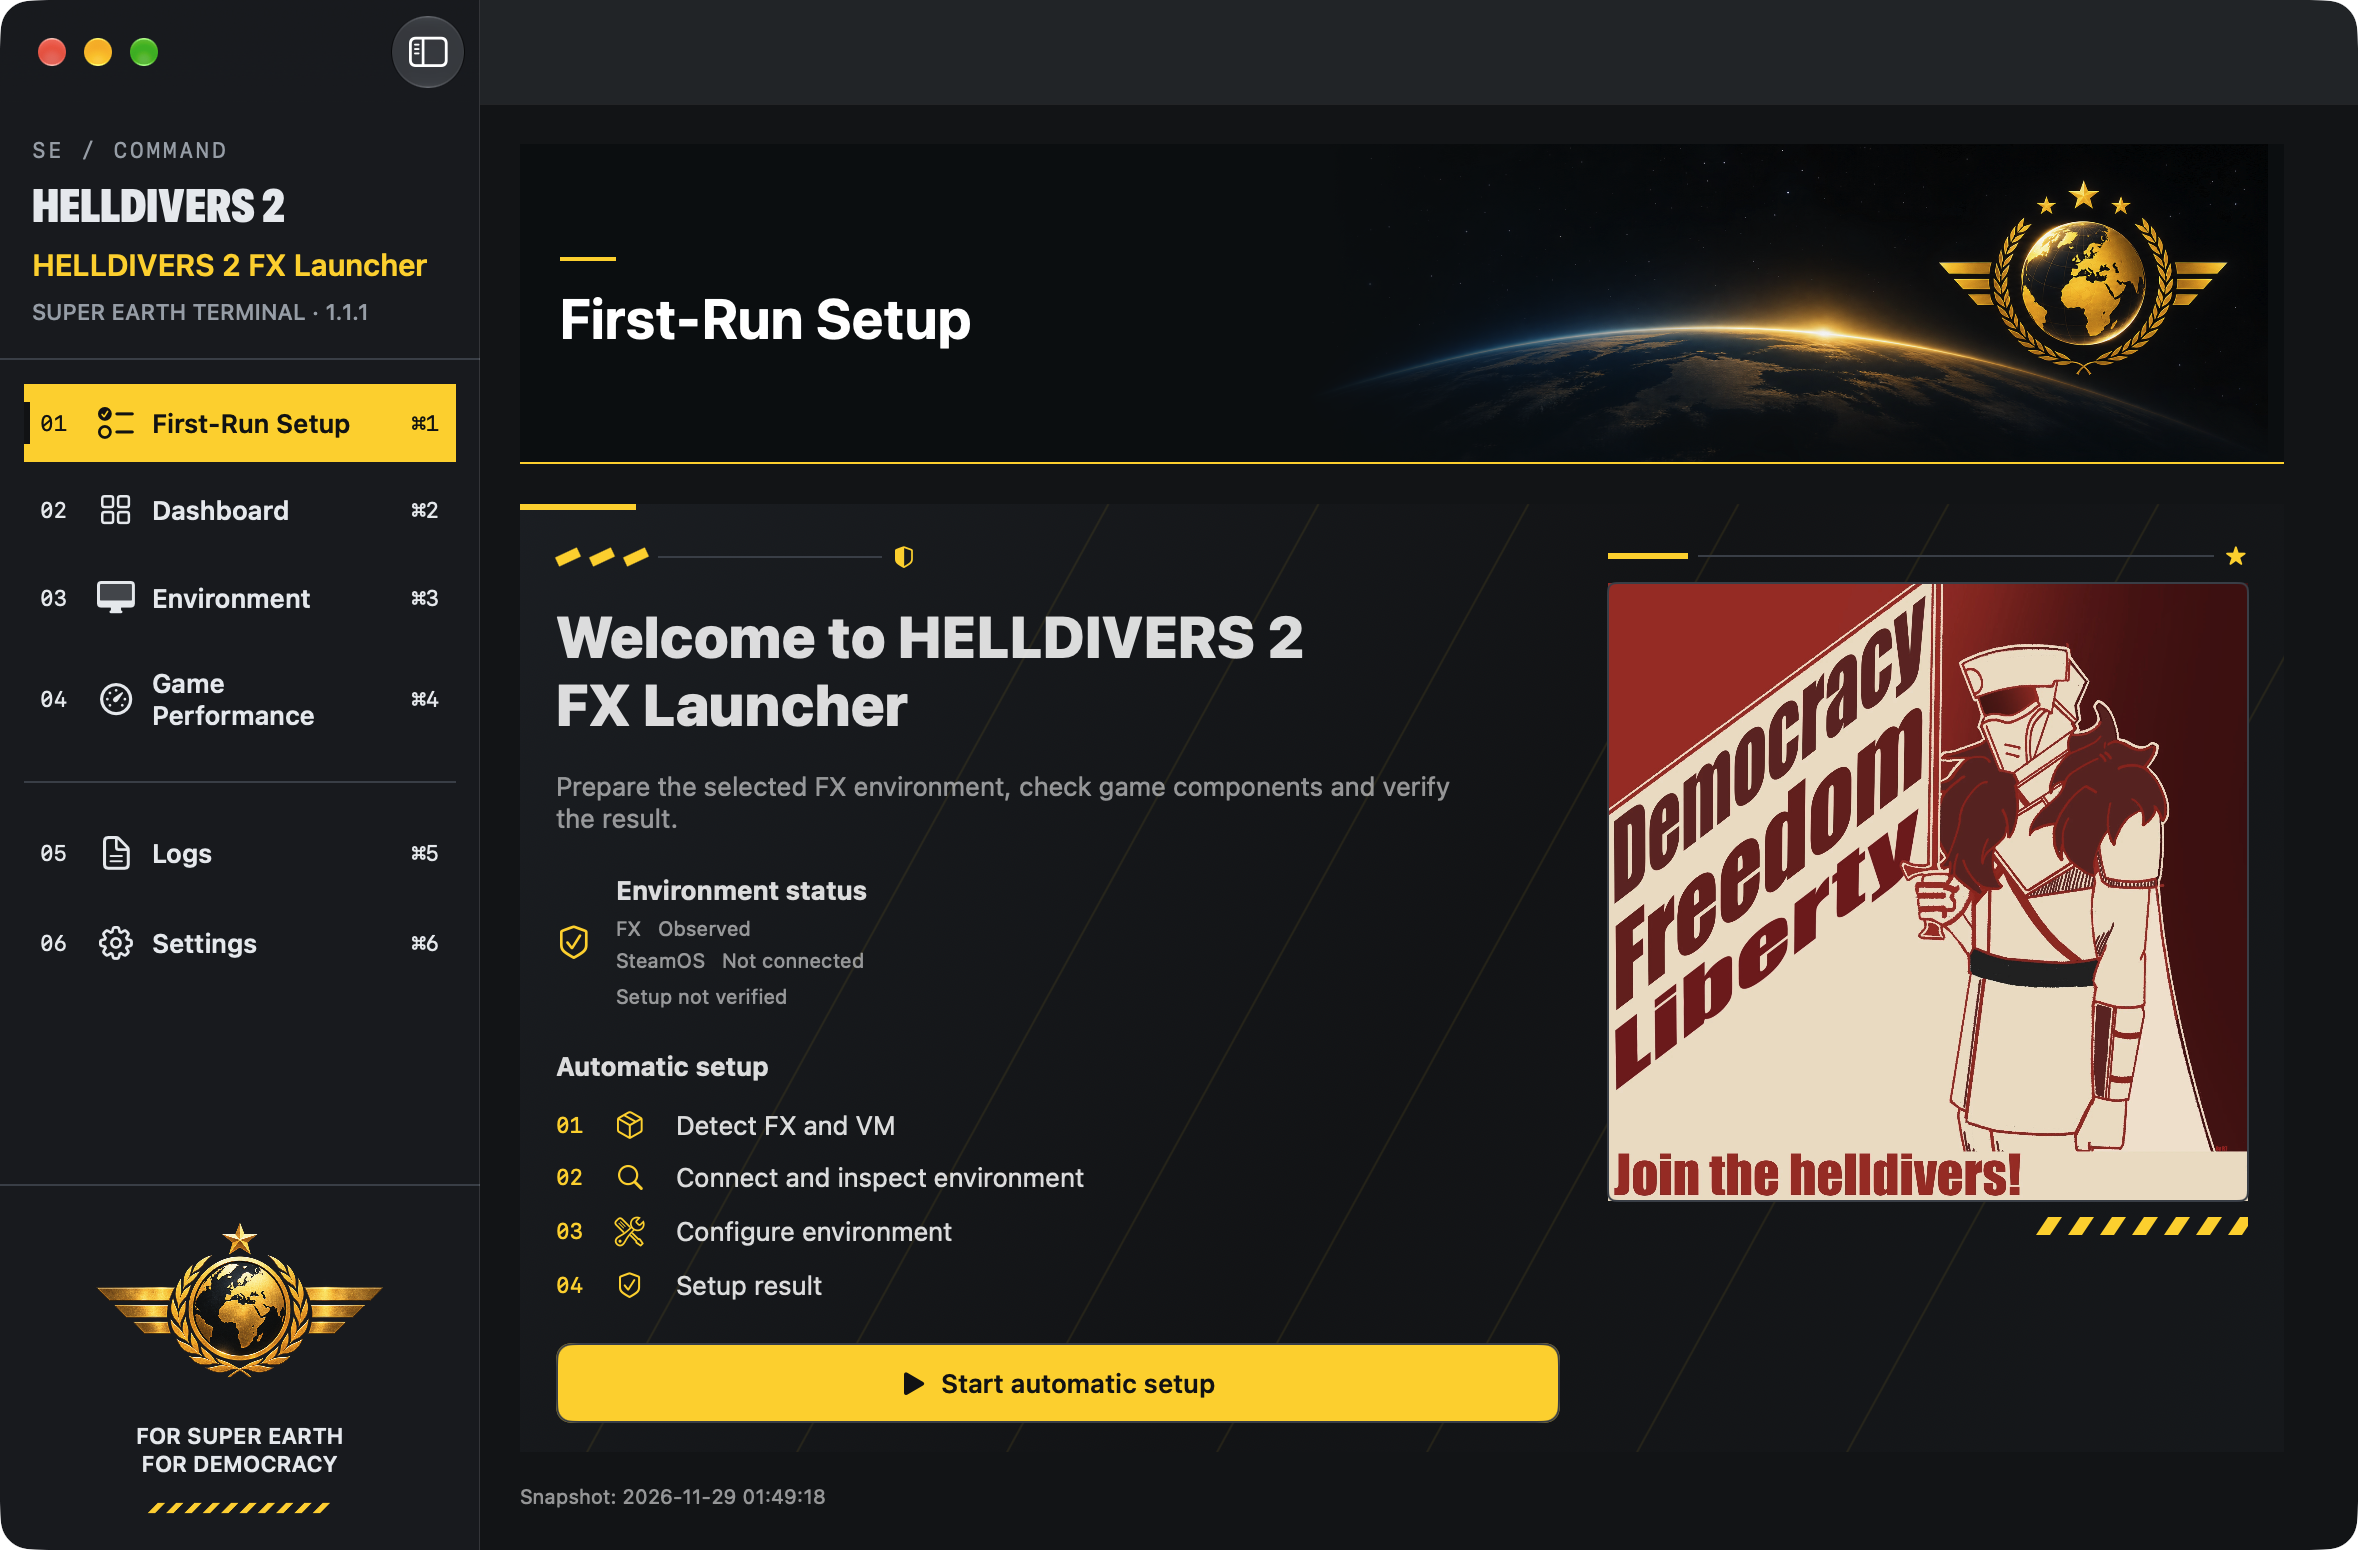 SE / COMMAND
HELLDIVERS 2
HELLDIVERS 2 FX Launcher
SUPER EARTH TERMINAL · 1.1.1
01 First-Run Setup ⌘1
02 Dashboard ⌘2
03 Environment ⌘3
04 Game Performance ⌘4
05 Logs ⌘5
06 Settings ⌘6
FOR SUPER EARTH
FOR DEMOCRACY
First-Run Setup
Welcome to HELLDIVERS 2
FX Launcher
Prepare the selected FX environment, check game components and verify
the result.
Environment status
FX Observed
SteamOS Not connected
Setup not verified
Automatic setup
01 Detect FX and VM
02 Connect and inspect environment
03 Configure environment
04 Setup result
Start automatic setup
Democracy
Freedom
Liberty
Join the helldivers!
Snapshot: 2026-11-29 01:49:18